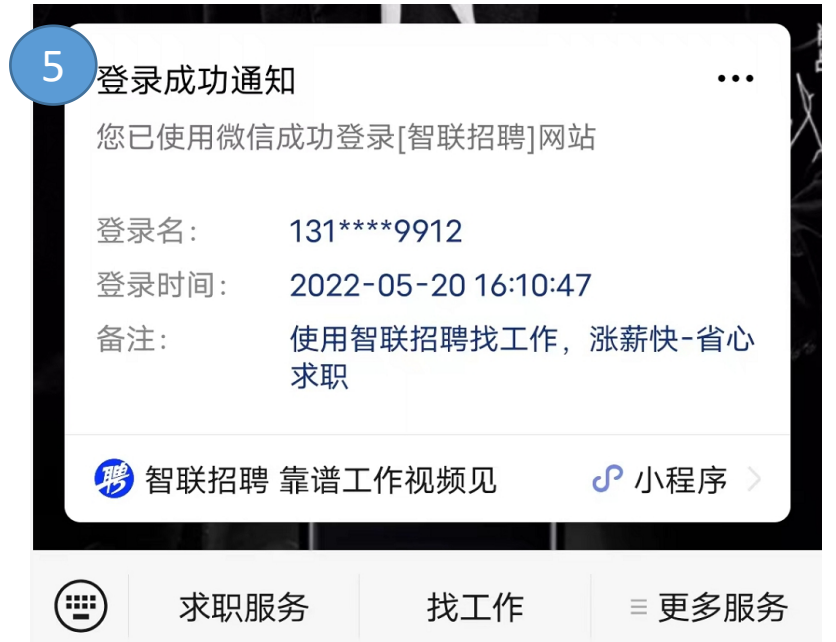 5
登录成功通知
您已使用微信成功登录[智联招聘]网站
登录名： 131****9912
登录时间： 2022-05-20 16:10:47
备注： 使用智联招聘找工作，涨薪快-省心
求职
聘 智联招聘 靠谱工作视频见 小程序
求职服务 找工作 更多服务